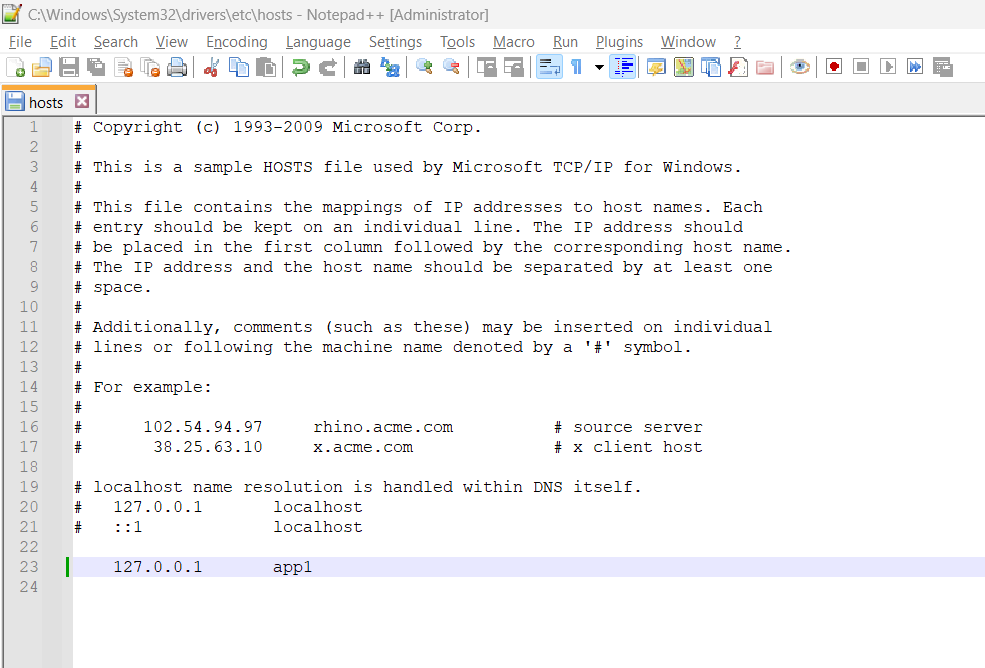 C:\Windows\System32\drivers\etc\hosts - Notepad++ [Administrator]
File Edit Search View Encoding Language Settings Tools Macro Run Plugins Window ?
hosts
1 # Copyright (c) 1993-2009 Microsoft Corp.
2 #
3 # This is a sample HOSTS file used by Microsoft TCP/IP for Windows.
4 #
5 # This file contains the mappings of IP addresses to host names. Each
6 # entry should be kept on an individual line. The IP address should
7 # be placed in the first column followed by the corresponding host name.
8 # The IP address and the host name should be separated by at least one
9 # space.
10 #
11 # Additionally, comments (such as these) may be inserted on individual
12 # lines or following the machine name denoted by a '#' symbol.
13 #
14 # For example:
15 #
16 #      102.54.94.97     rhino.acme.com          # source server
17 #       38.25.63.10     x.acme.com              # x client host
18
19 # localhost name resolution is handled within DNS itself.
20 #   127.0.0.1       localhost
21 #   ::1             localhost
22
23     127.0.0.1       app1
24